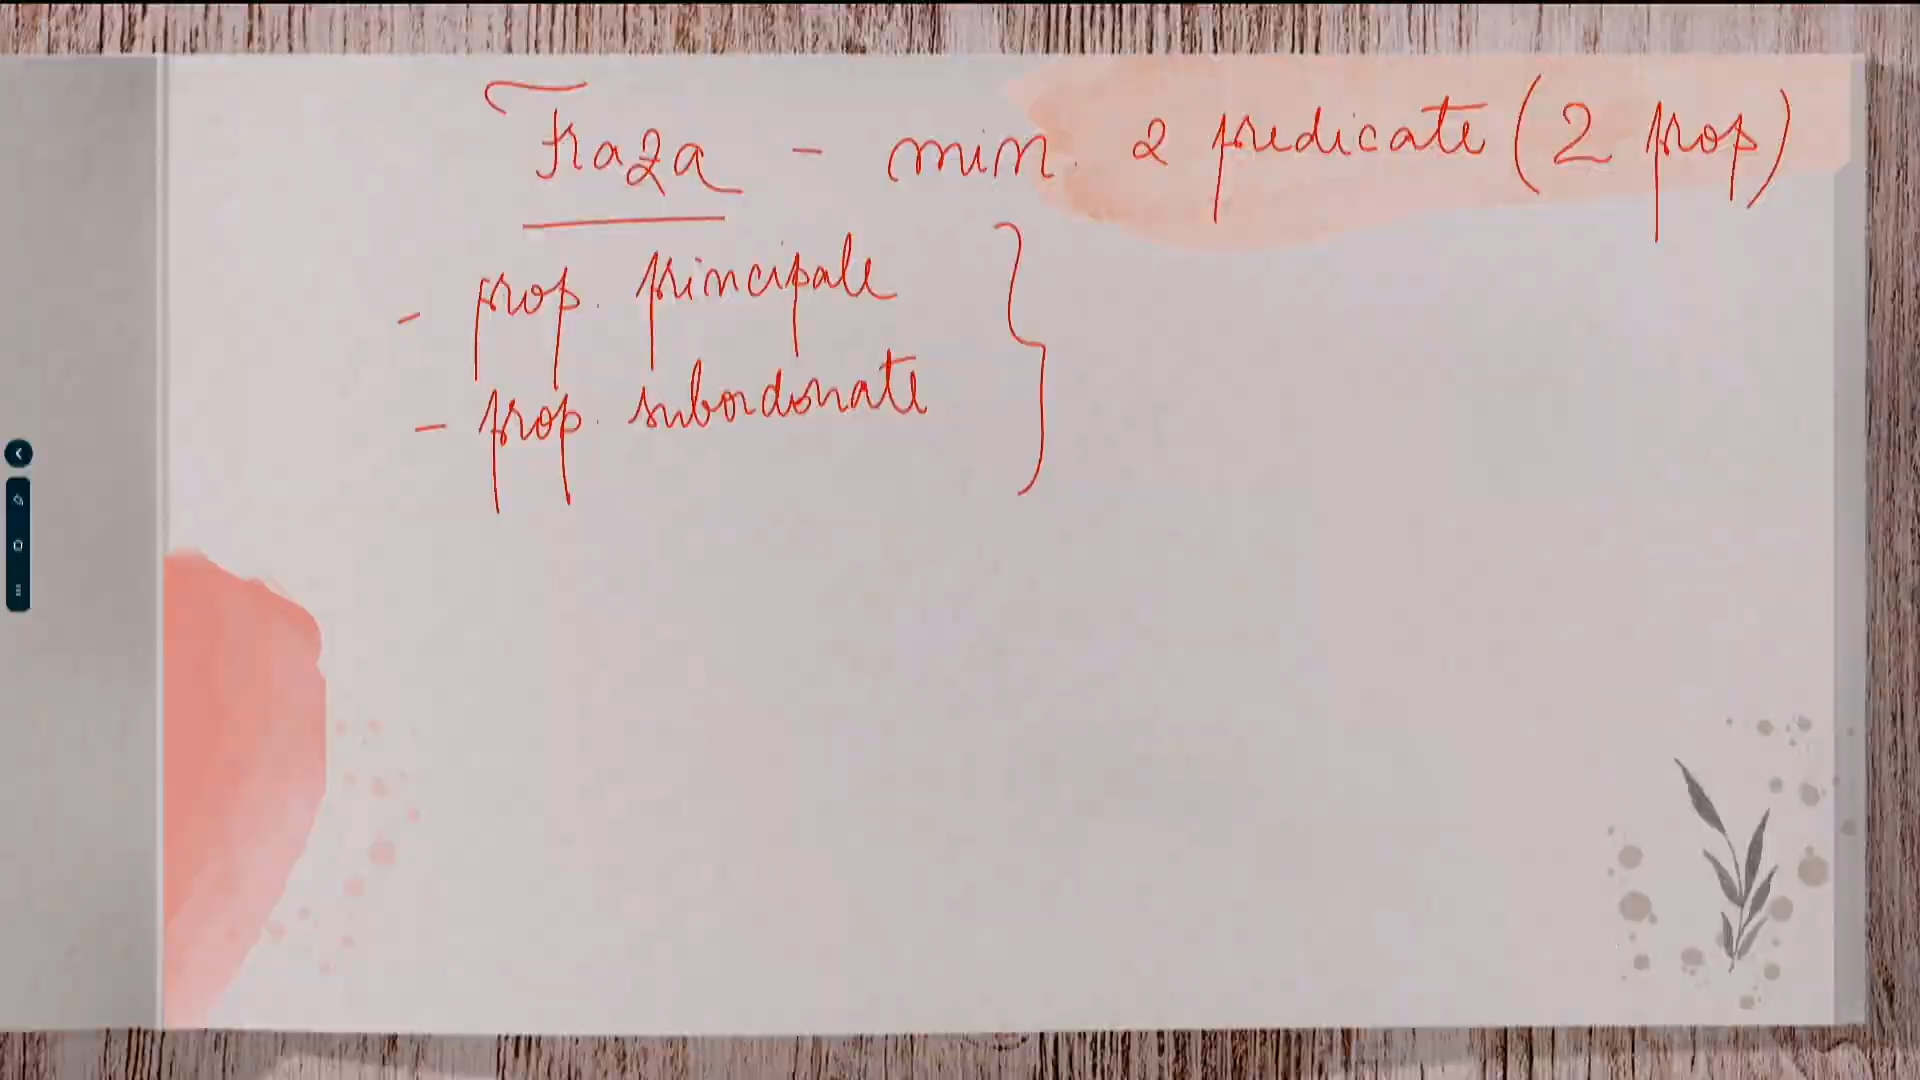 Fraza - min. 2 predicate (2 prop)
- prop. principale
- prop. subordonate